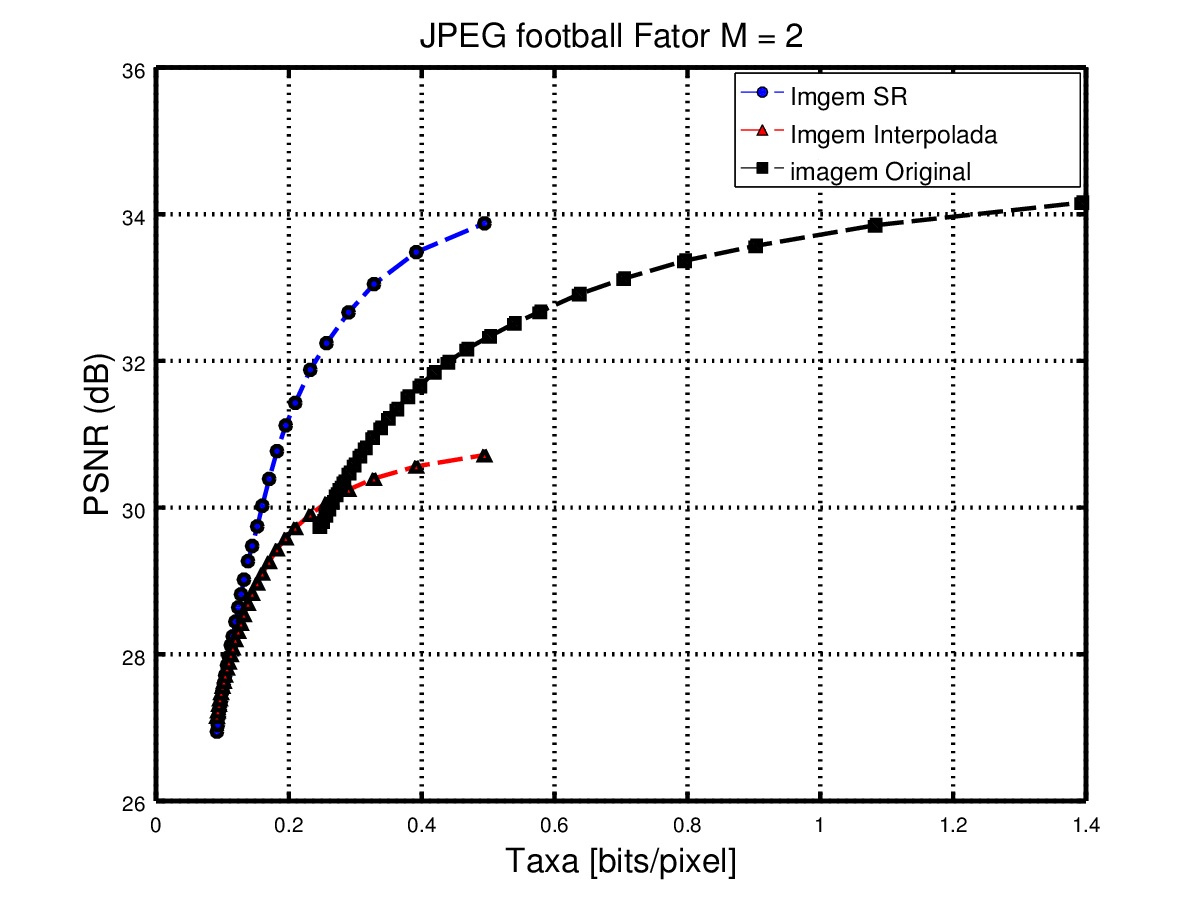 JPEG football Fator M = 2
Imgem SR
Imgem Interpolada
imagem Original
PSNR (dB)
36
34
32
30
28
26
0 0.2 0.4 0.6 0.8 1 1.2 1.4
Taxa [bits/pixel]